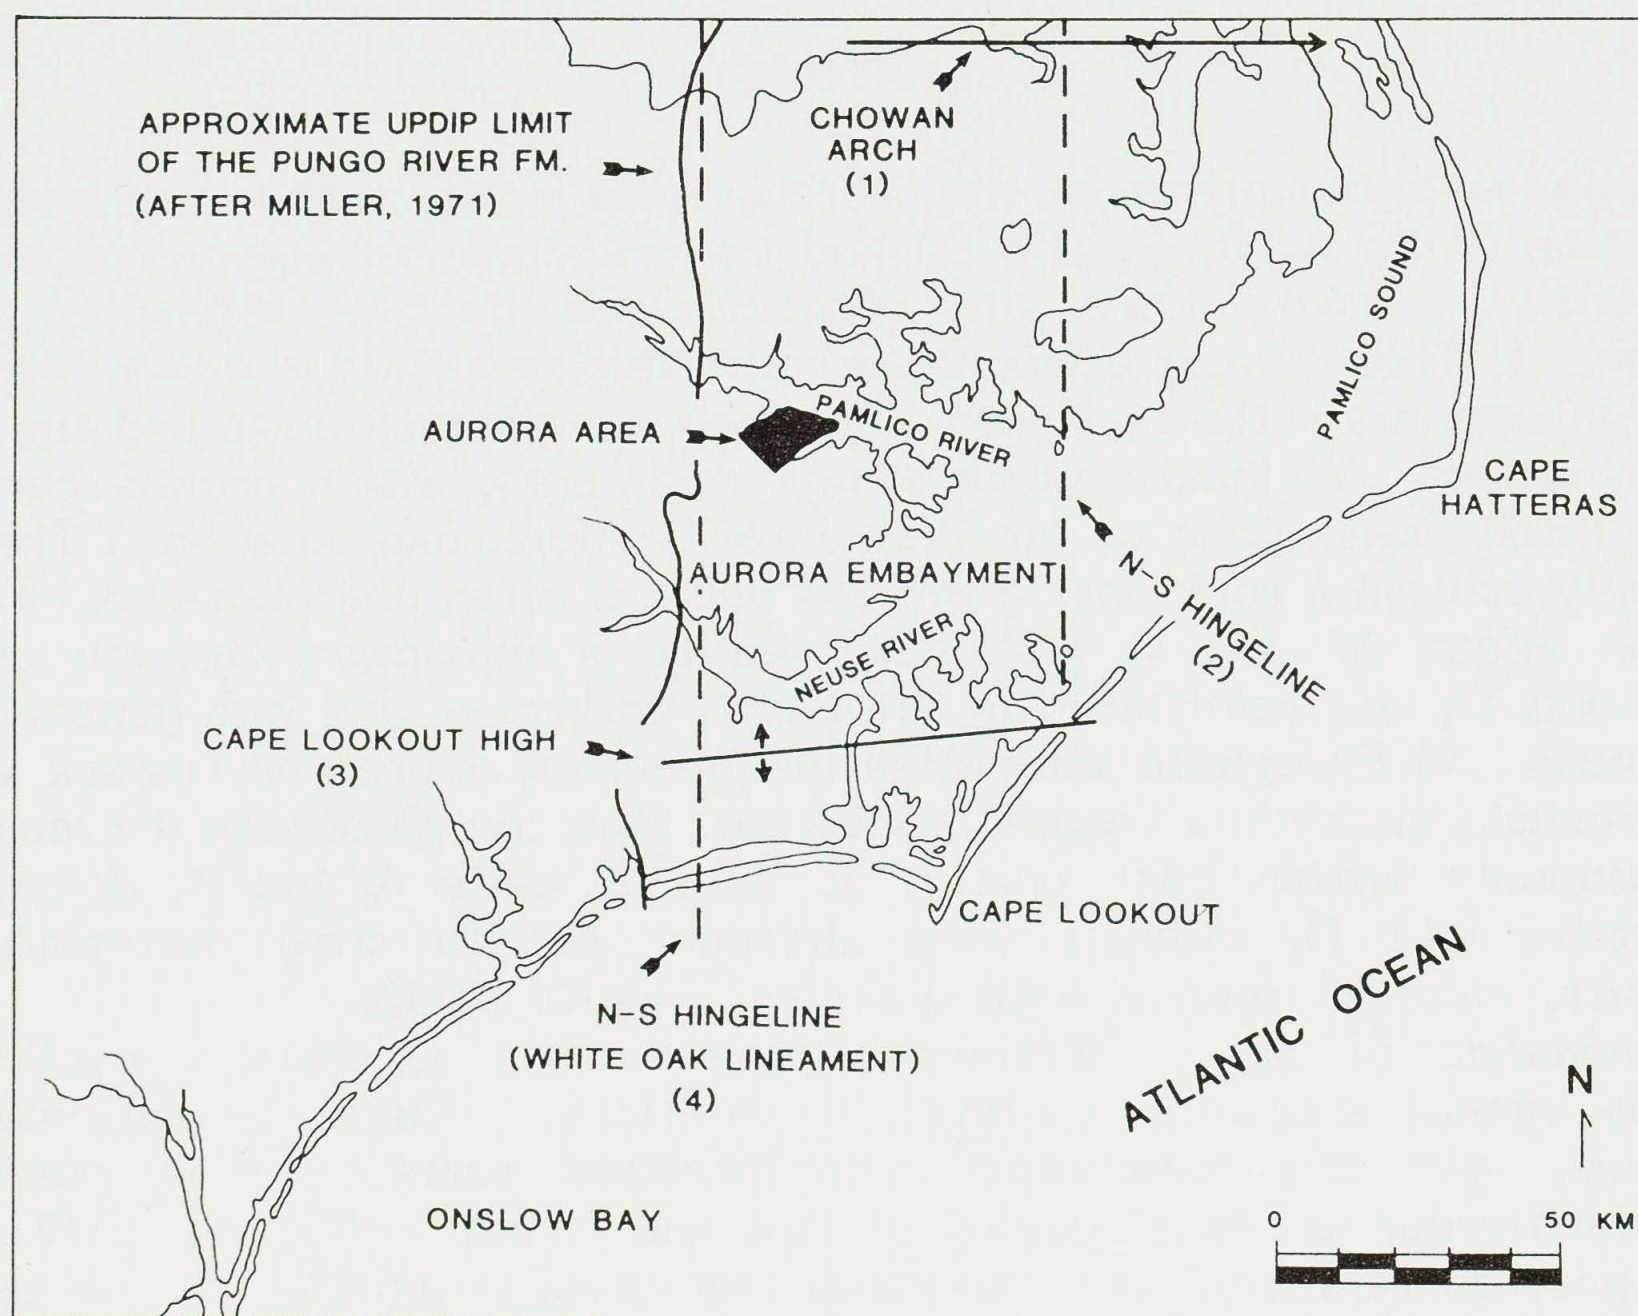 APPROXIMATE UPDIP LIMIT
OF THE PUNGO RIVER FM.
(AFTER MILLER, 1971)
CHOWAN
ARCH
(1)
PAMLICO SOUND
AURORA AREA
PAMLICO RIVER
CAPE
HATTERAS
AURORA EMBAYMENT
N-S HINGELINE
(2)
NEUSE RIVER
CAPE LOOKOUT HIGH
(3)
CAPE LOOKOUT
N-S HINGELINE
(WHITE OAK LINEAMENT)
(4)
ATLANTIC OCEAN
N
ONSLOW BAY
0 50 KM